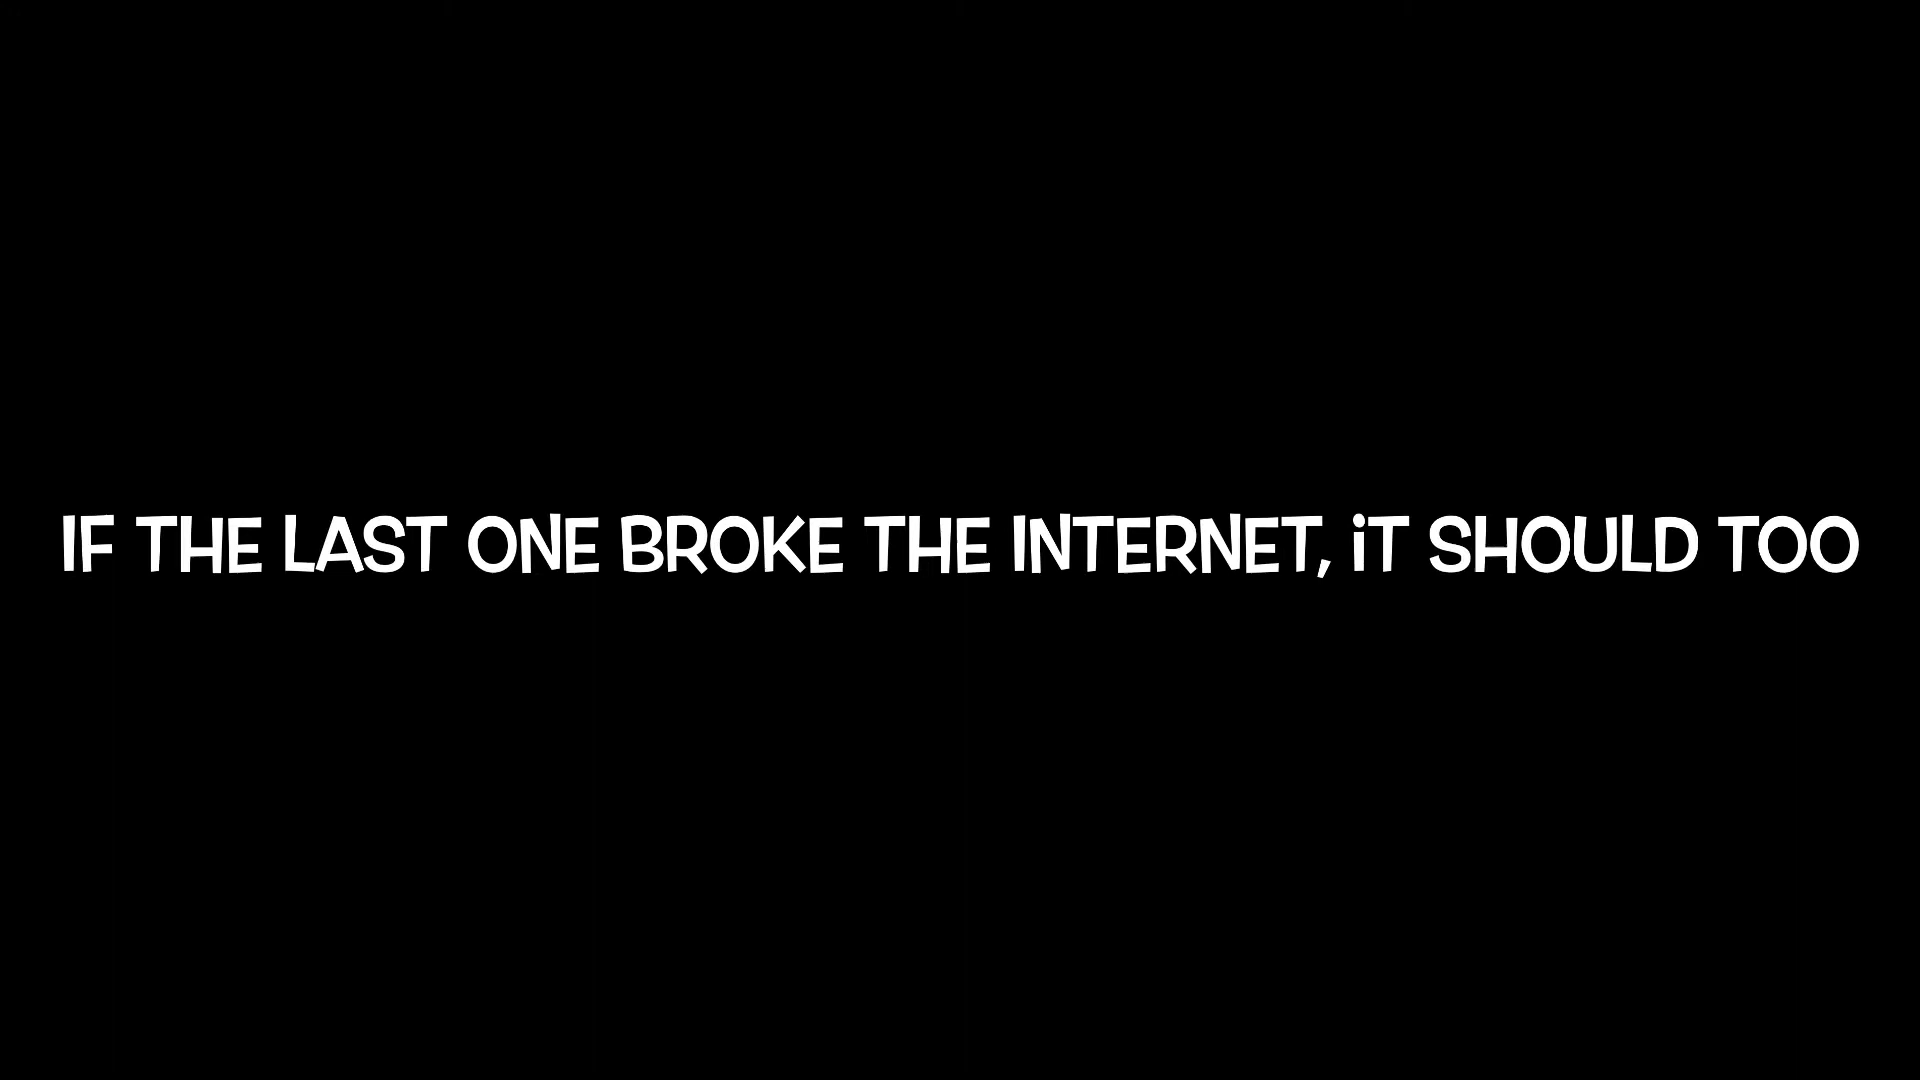 IF THE LAST ONE BROKE THE INTERNET, iT SHOULD TOO